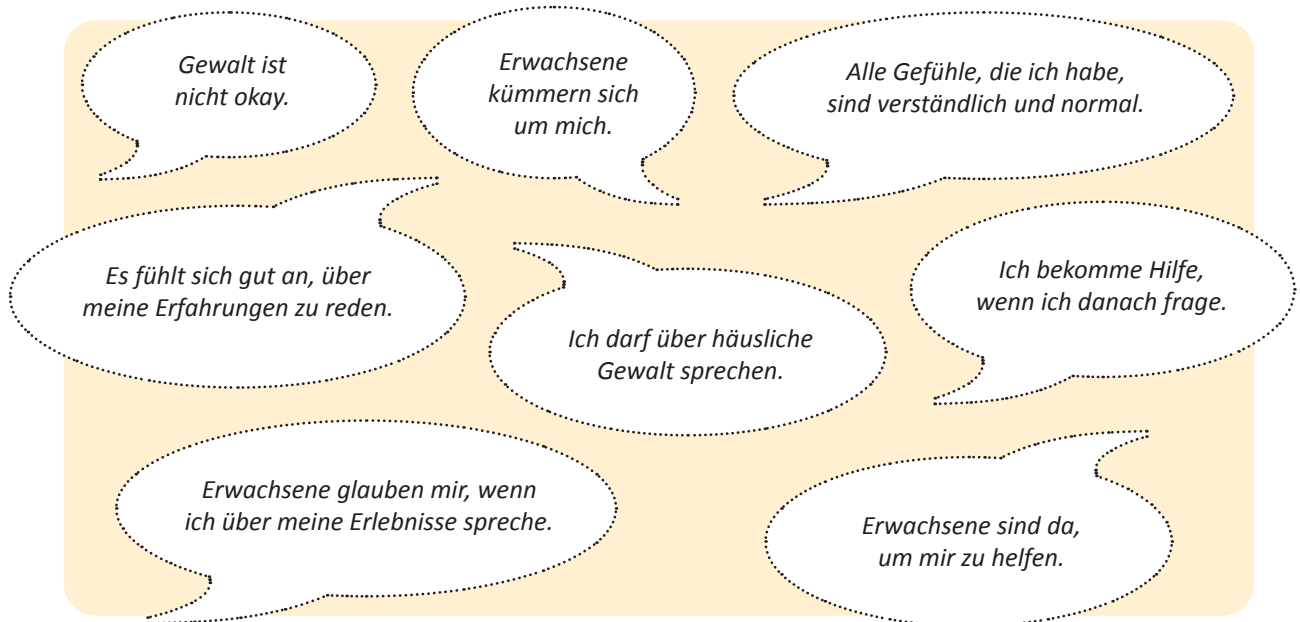 Gewalt ist
nicht okay.
Erwachsene
kümmern sich
um mich.
Alle Gefühle, die ich habe,
sind verständlich und normal.
Es fühlt sich gut an, über
meine Erfahrungen zu reden.
Ich darf über häusliche
Gewalt sprechen.
Ich bekomme Hilfe,
wenn ich danach frage.
Erwachsene glauben mir, wenn
ich über meine Erlebnisse spreche.
Erwachsene sind da,
um mir zu helfen.